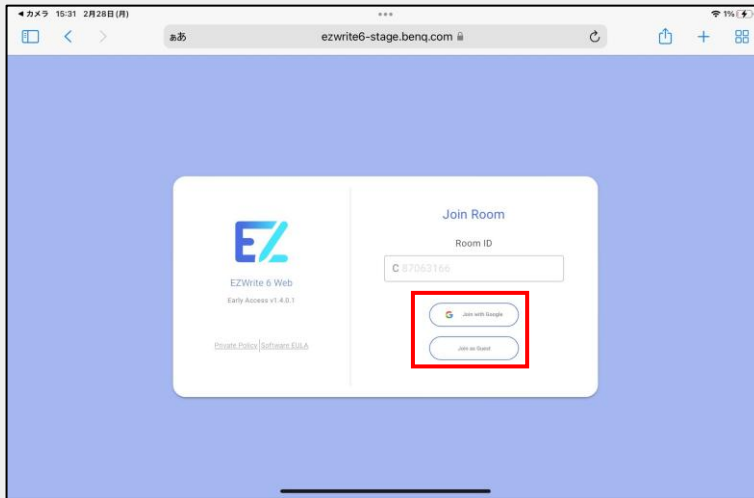 ◀カメラ 15:31 2月28日(月)
1%
ぁあ ezwrite6-stage.benq.com
EZ
EZWrite 6 Web
Early Access v1.4.0.1
Private Policy | Software EULA
Join Room
Room ID
C 87063166
G Join with Google
Join as Guest